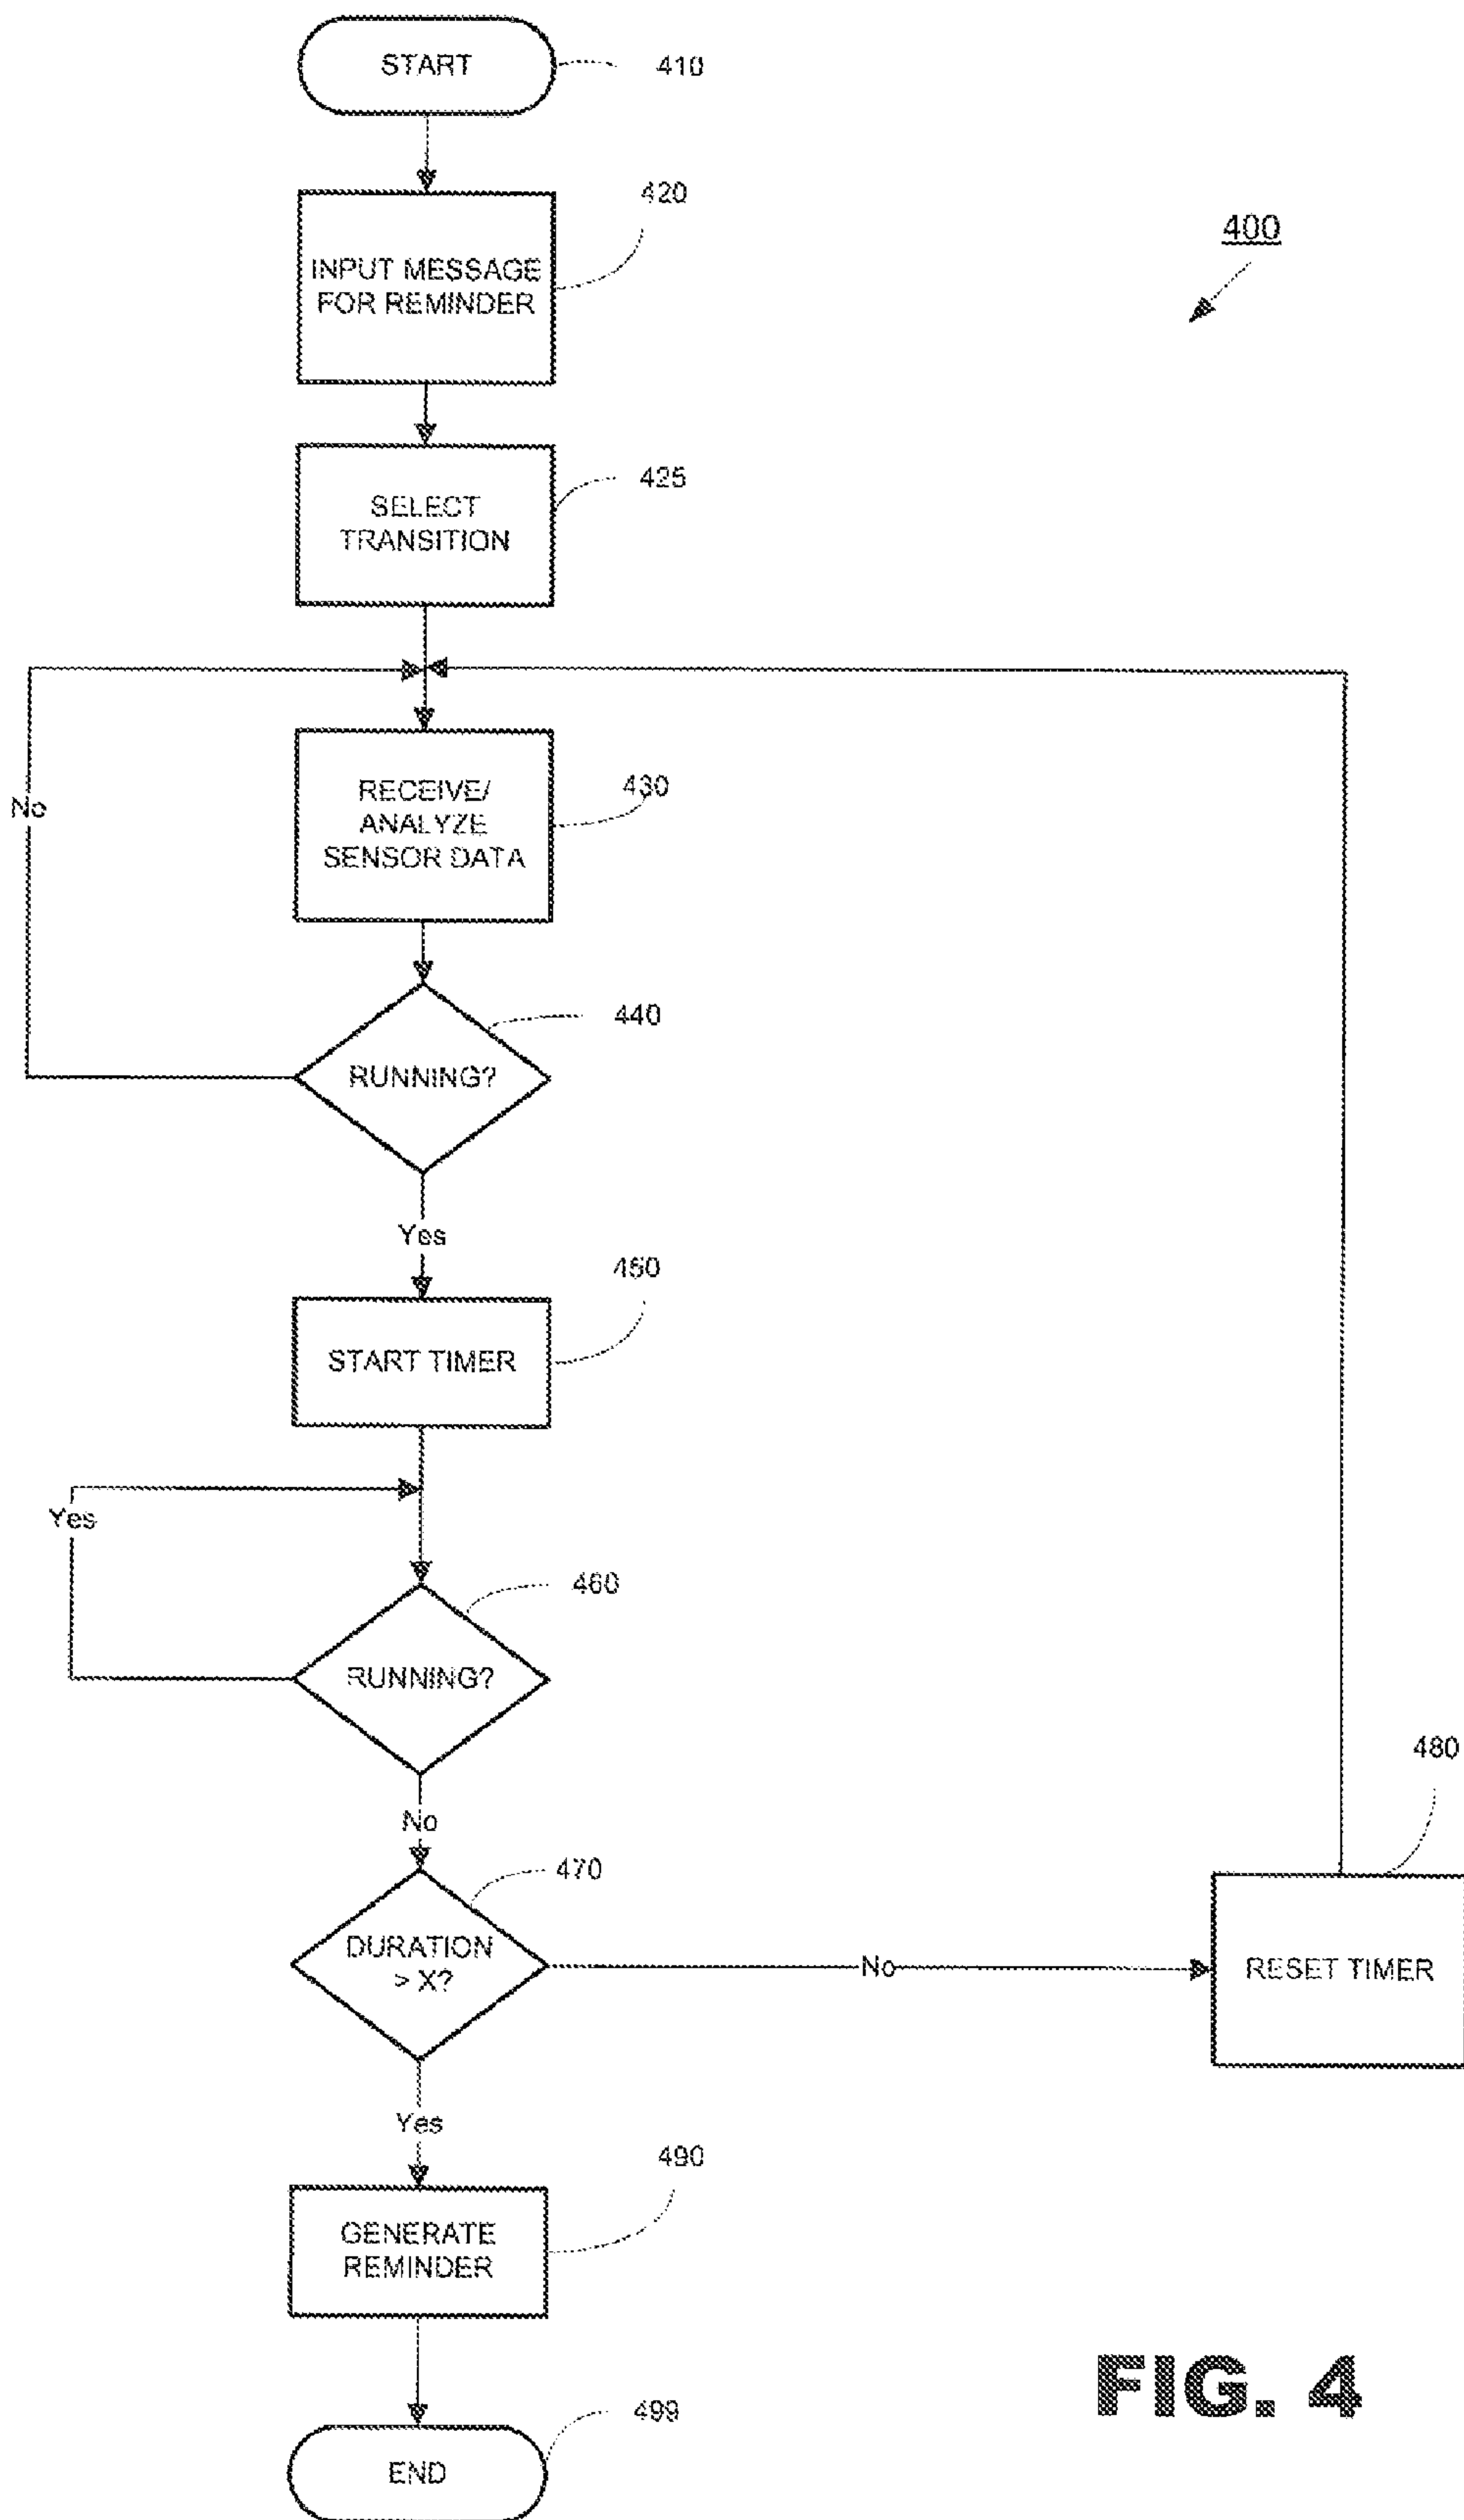 START
410
INPUT MESSAGE
FOR REMINDER
420
400
SELECT
TRANSITION
425
No
RECEIVE/
ANALYZE
SENSOR DATA
430
RUNNING?
440
Yes
START TIMER
450
Yes
RUNNING?
460
No
DURATION
> X?
470
No
RESET TIMER
480
Yes
GENERATE
REMINDER
490
END
499
FIG. 4